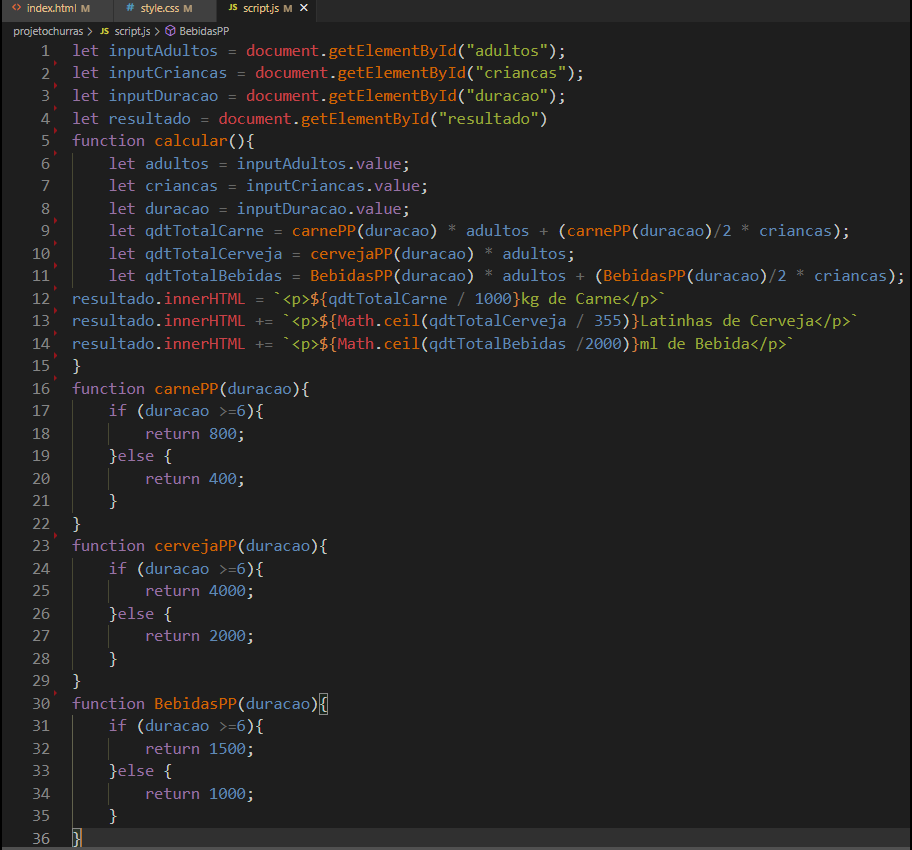 index.html M style.css M JS script.js M ×
projetochurras > JS script.js > BebidasPP
1 let inputAdultos = document.getElementById("adultos");
2 let inputCriancas = document.getElementById("criancas");
3 let inputDuracao = document.getElementById("duracao");
4 let resultado = document.getElementById("resultado")
5 function calcular(){
6     let adultos = inputAdultos.value;
7     let criancas = inputCriancas.value;
8     let duracao = inputDuracao.value;
9     let qdtTotalCarne = carnePP(duracao) * adultos + (carnePP(duracao)/2 * criancas);
10     let qdtTotalCerveja = cervejaPP(duracao) * adultos;
11     let qdtTotalBebidas = BebidasPP(duracao) * adultos + (BebidasPP(duracao)/2 * criancas);
12 resultado.innerHTML = `<p>${qdtTotalCarne / 1000}kg de Carne</p>`
13 resultado.innerHTML += `<p>${Math.ceil(qdtTotalCerveja / 355)}Latinhas de Cerveja</p>`
14 resultado.innerHTML += `<p>${Math.ceil(qdtTotalBebidas /2000)}ml de Bebida</p>`
15 }
16 function carnePP(duracao){
17     if (duracao >=6){
18         return 800;
19     }else {
20         return 400;
21     }
22 }
23 function cervejaPP(duracao){
24     if (duracao >=6){
25         return 4000;
26     }else {
27         return 2000;
28     }
29 }
30 function BebidasPP(duracao){
31     if (duracao >=6){
32         return 1500;
33     }else {
34         return 1000;
35     }
36 }